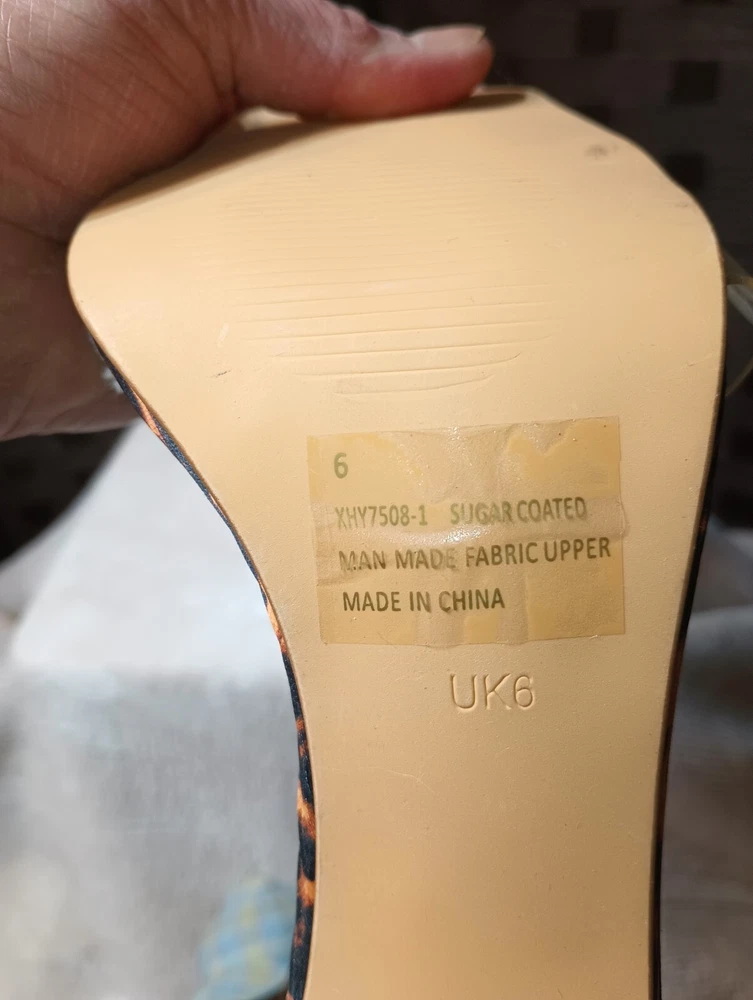 6
XHY7508-1 SUGAR COATED
MAN MADE FABRIC UPPER
MADE IN CHINA
UK6